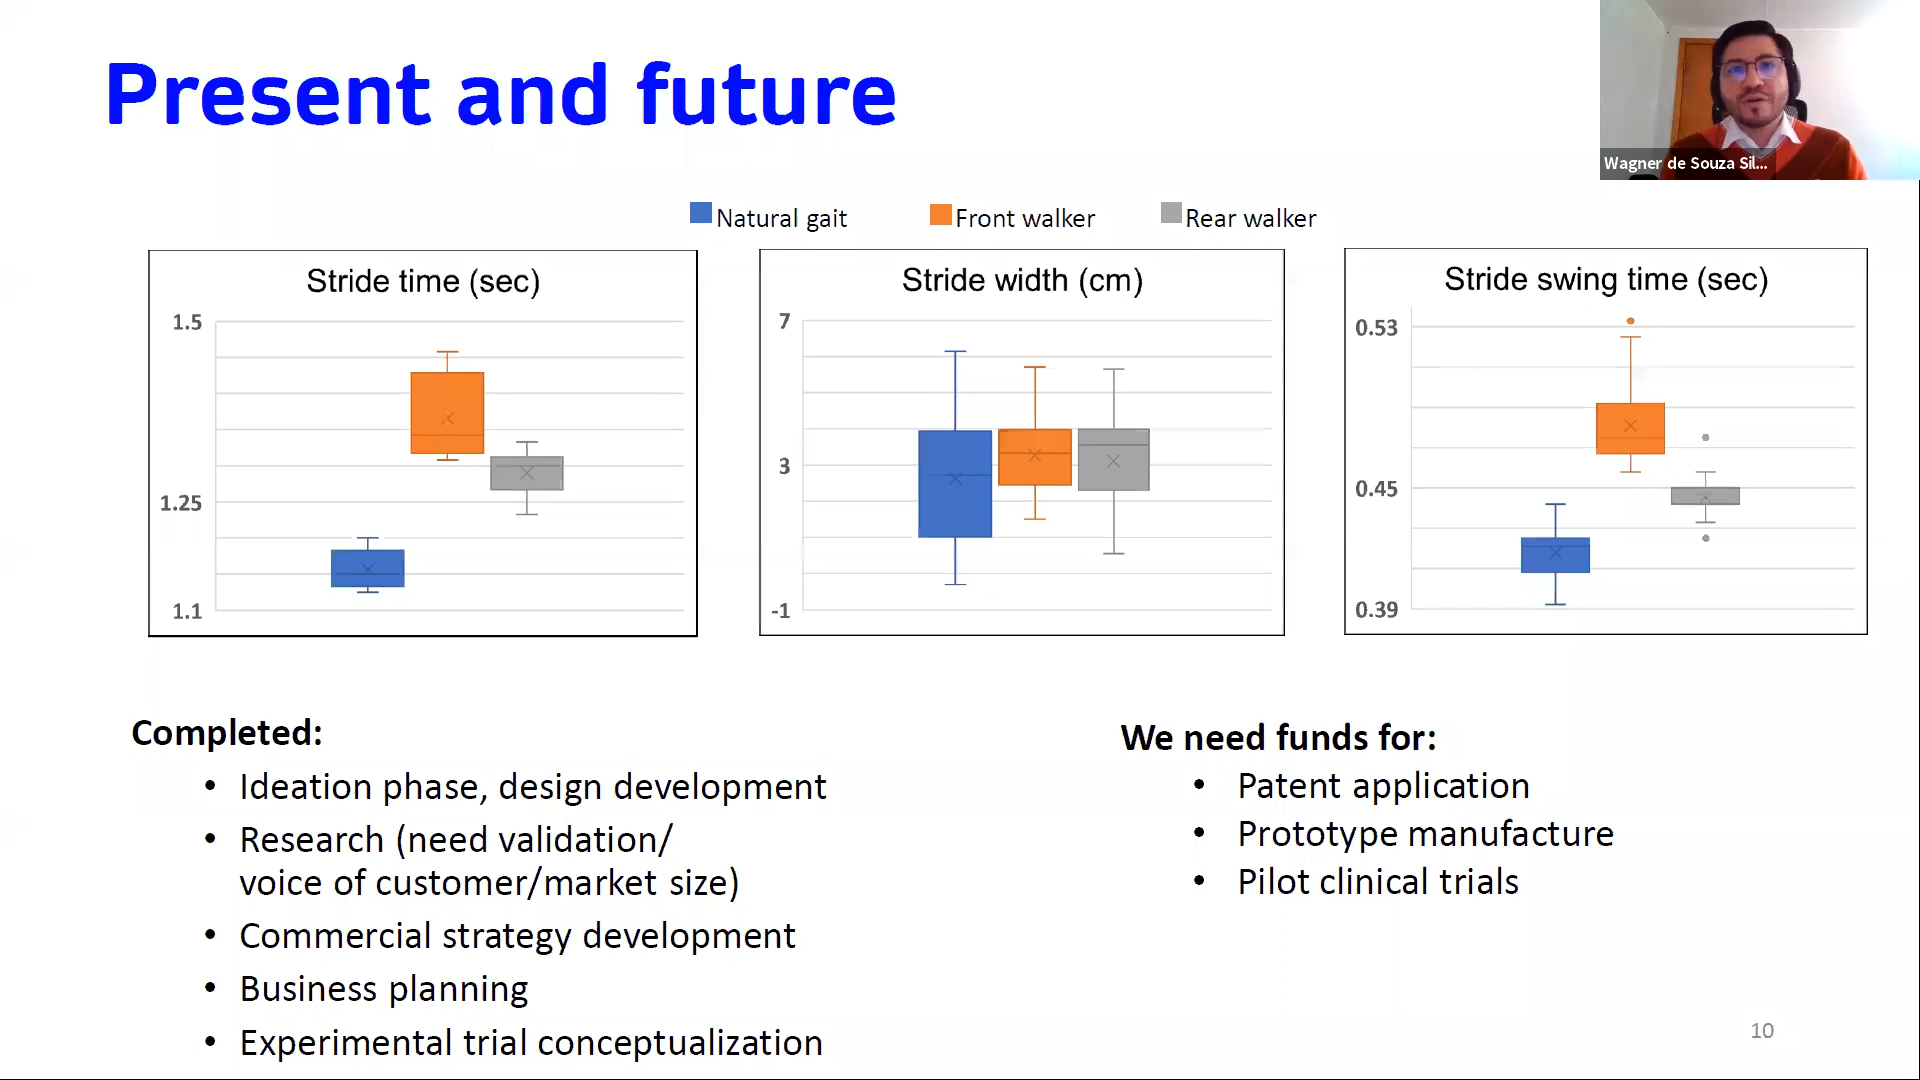 Present and future
Wagner de Souza Sil...
Natural gait
Front walker
Rear walker
Stride time (sec)
1.5
1.25
1.1
Stride width (cm)
7
3
-1
Stride swing time (sec)
0.53
0.45
0.39
Completed:
• Ideation phase, design development
• Research (need validation/
voice of customer/market size)
• Commercial strategy development
• Business planning
• Experimental trial conceptualization
We need funds for:
• Patent application
• Prototype manufacture
• Pilot clinical trials
10